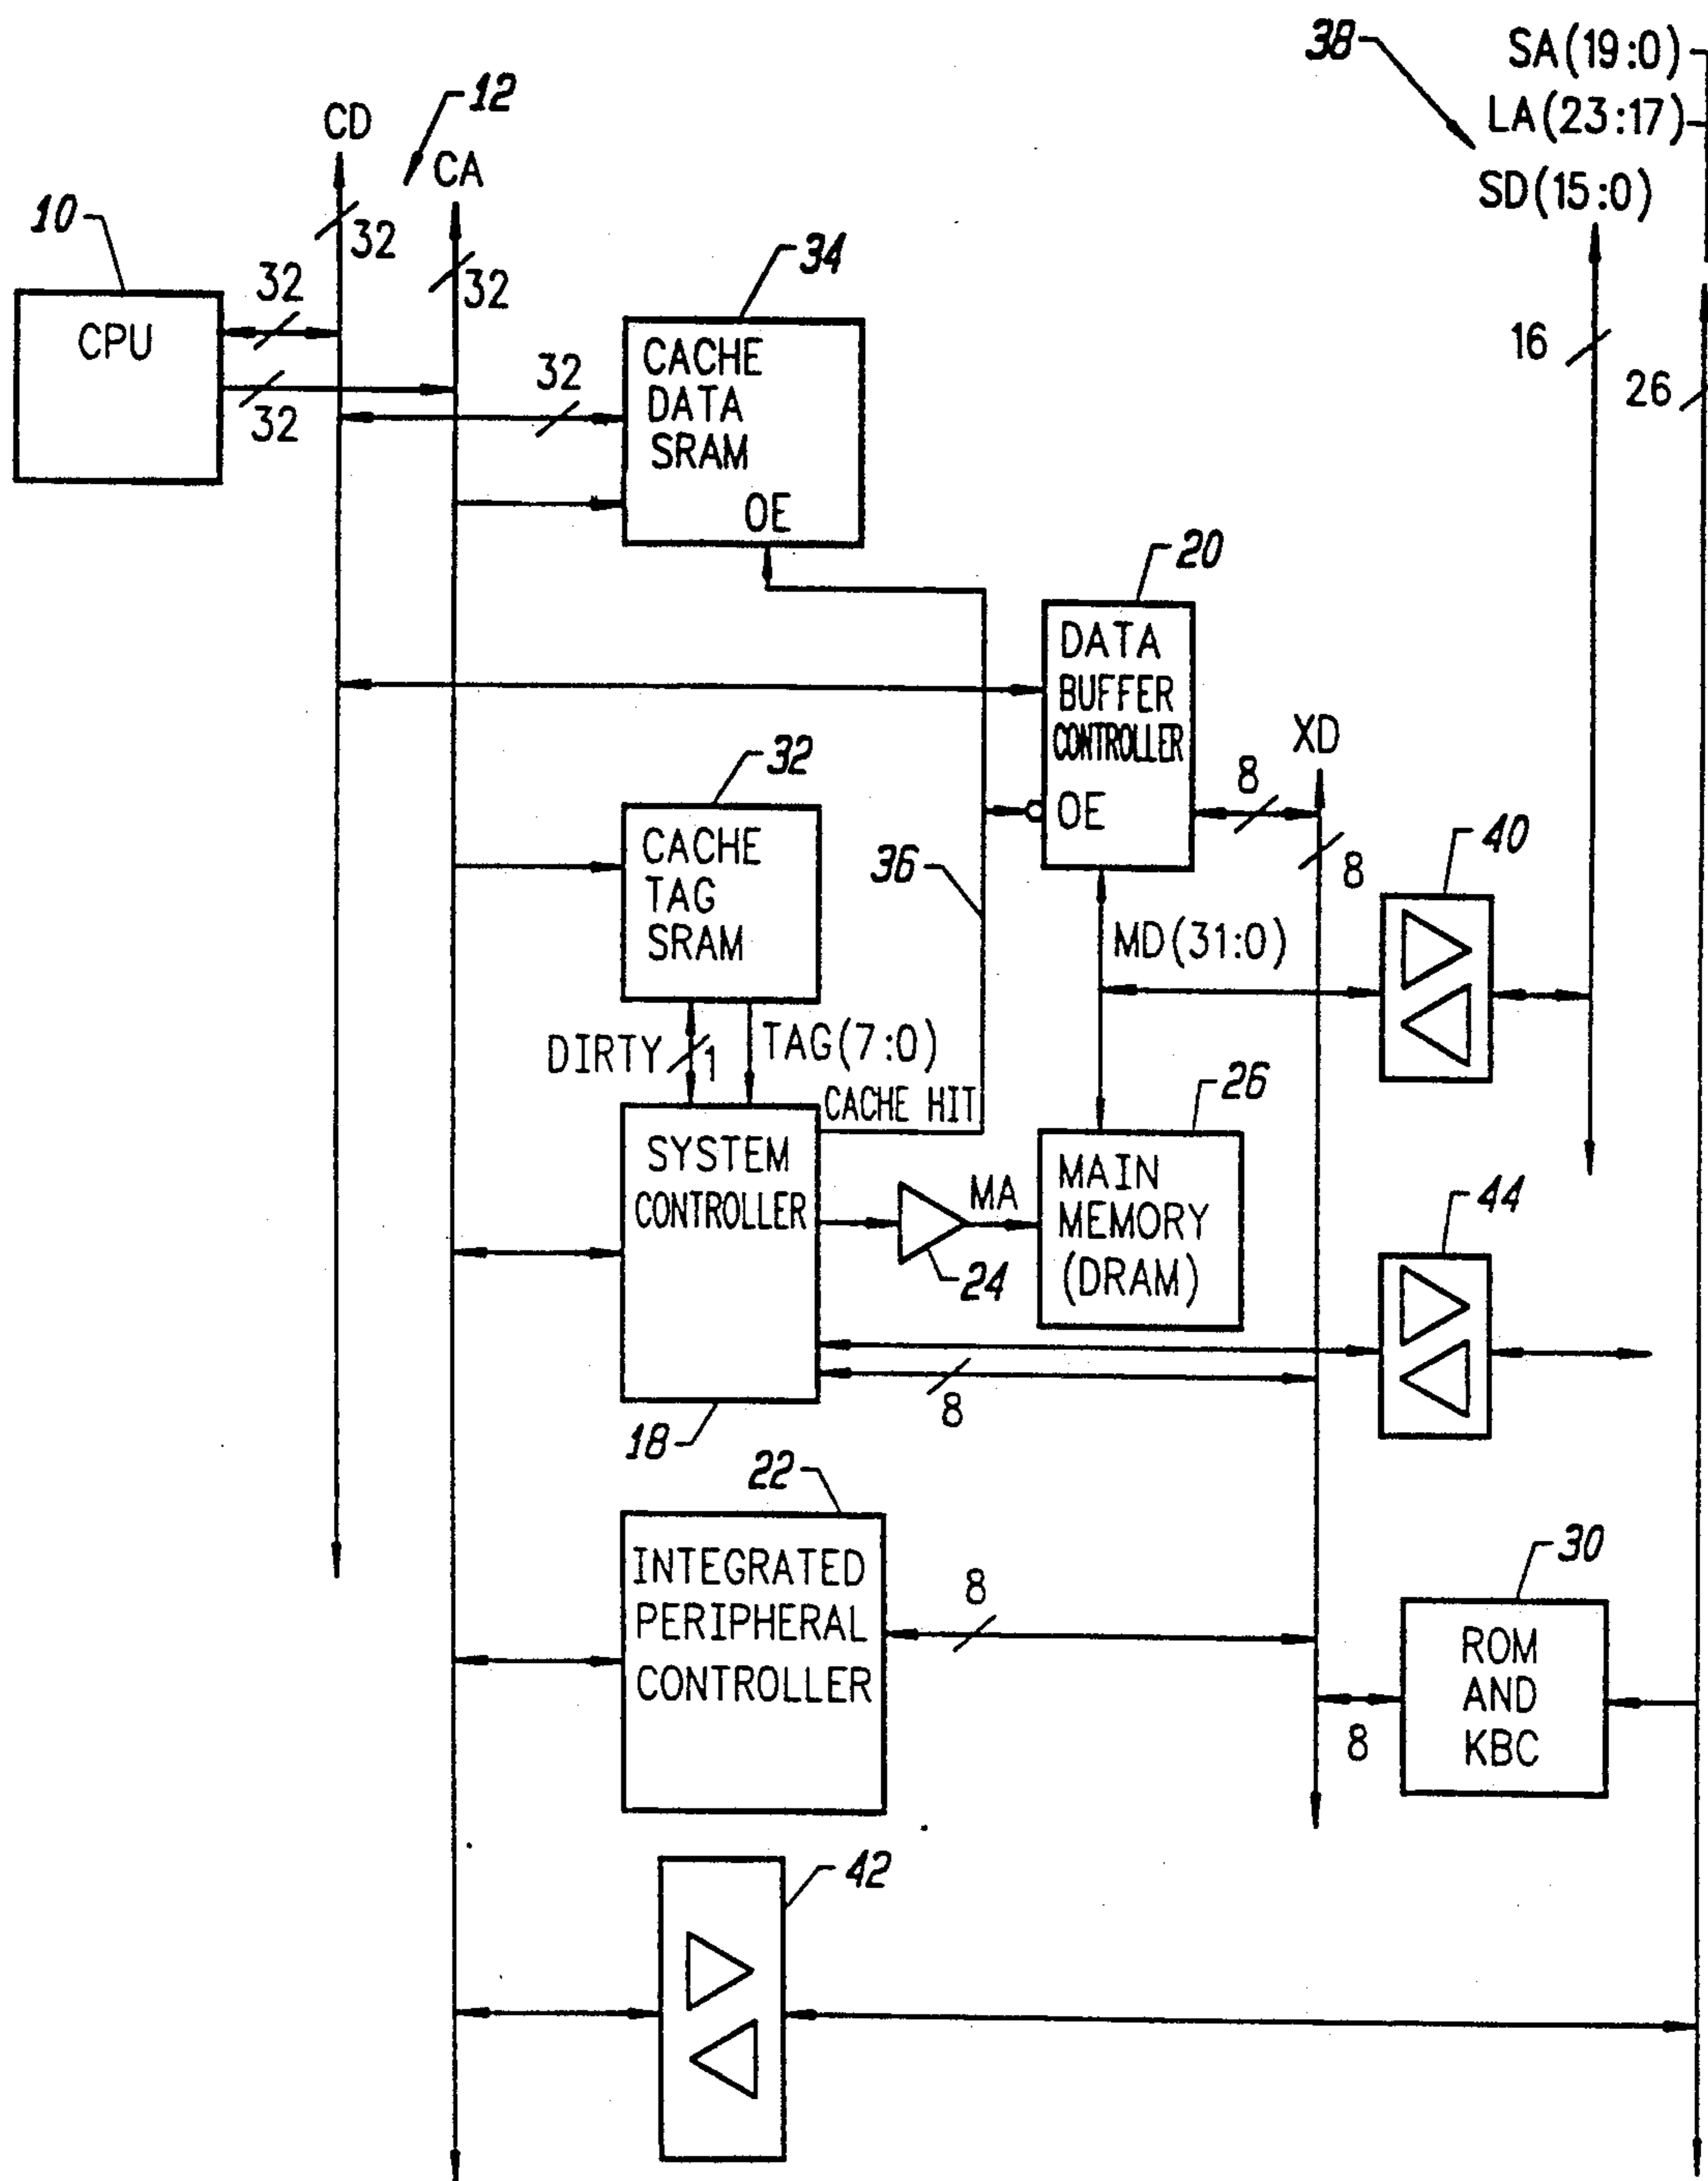 38
SA(19:0)
LA(23:17)
SD(15:0)
12
CD
CA
10
32
32
34
32
CPU
32
CACHE
DATA
SRAM
32
32
16
26
OE
20
DATA
BUFFER
CONTROLLER
XD
32
8
OE
CACHE
TAG
SRAM
36
8
40
MD(31:0)
DIRTY
1
TAG(7:0)
CACHE HIT
26
SYSTEM
CONTROLLER
MA
MAIN
MEMORY
(DRAM)
24
44
8
18
22
INTEGRATED
PERIPHERAL
CONTROLLER
8
30
ROM
AND
KBC
8
42